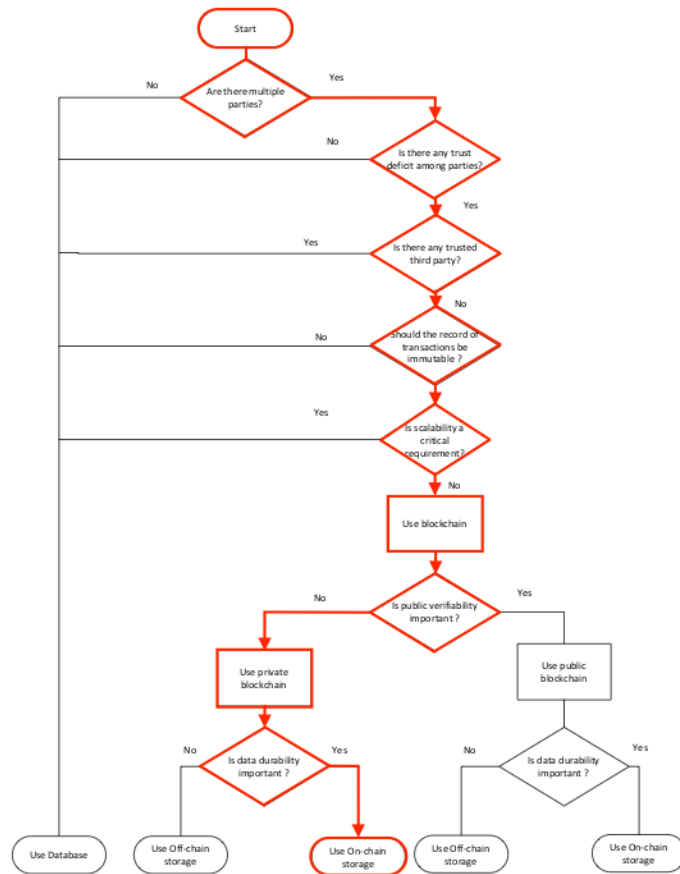 Start
No
Yes
Are there multiple
parties?
No
Is there any trust
deficit among parties?
Yes
Yes
Is there any trusted
third party?
No
No
Should the record of
transactions be
immutable ?
Yes
Is scalability a
critical
requirement?
No
Use blockchain
No
Is public verifiability
important ?
Yes
Use private
blockchain
Use public
blockchain
No
Is data durability
important ?
Yes
No
Is data durability
important ?
Yes
Use Database
Use Off-chain
storage
Use On-chain
storage
Use Off-chain
storage
Use On-chain
storage